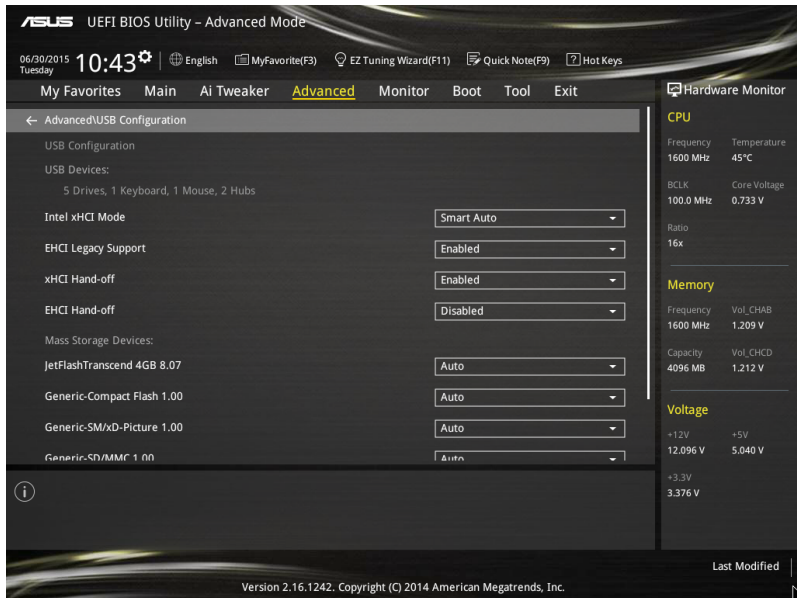 ASUS UEFI BIOS Utility – Advanced Mode
06/30/2015
Tuesday
10:43
English
MyFavorite(F3)
EZ Tuning Wizard(F11)
Quick Note(F9)
? Hot Keys
My Favorites Main Ai Tweaker Advanced Monitor Boot Tool Exit
Advanced\USB Configuration
USB Configuration
USB Devices:
5 Drives, 1 Keyboard, 1 Mouse, 2 Hubs
Intel xHCI Mode Smart Auto
EHCI Legacy Support Enabled
xHCI Hand-off Enabled
EHCI Hand-off Disabled
Mass Storage Devices:
JetFlashTranscend 4GB 8.07 Auto
Generic-Compact Flash 1.00 Auto
Generic-SM/xD-Picture 1.00 Auto
Generic-SD/MMC 1.00 Auto
Hardware Monitor
CPU
Frequency Temperature
1600 MHz 45°C
BCLK Core Voltage
100.0 MHz 0.733 V
Ratio
16x
Memory
Frequency Vol_CHAB
1600 MHz 1.209 V
Capacity Vol_CHCD
4096 MB 1.212 V
Voltage
+12V +5V
12.096 V 5.040 V
+3.3V
3.376 V
Last Modified
Version 2.16.1242. Copyright (C) 2014 American Megatrends, Inc.